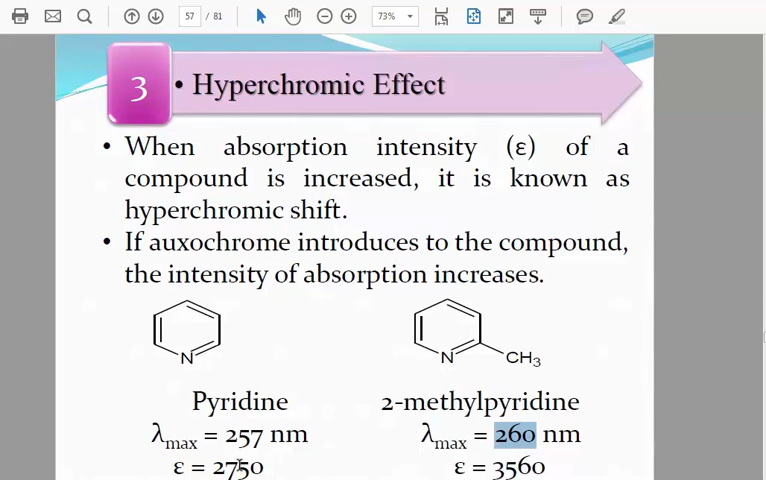 57 / 81
73%
3
• Hyperchromic Effect
• When absorption intensity (ε) of a
compound is increased, it is known as
hyperchromic shift.
• If auxochrome introduces to the compound,
the intensity of absorption increases.
N
N
CH3
Pyridine
2-methylpyridine
λmax = 257 nm
λmax = 260 nm
ε = 2750
ε = 3560